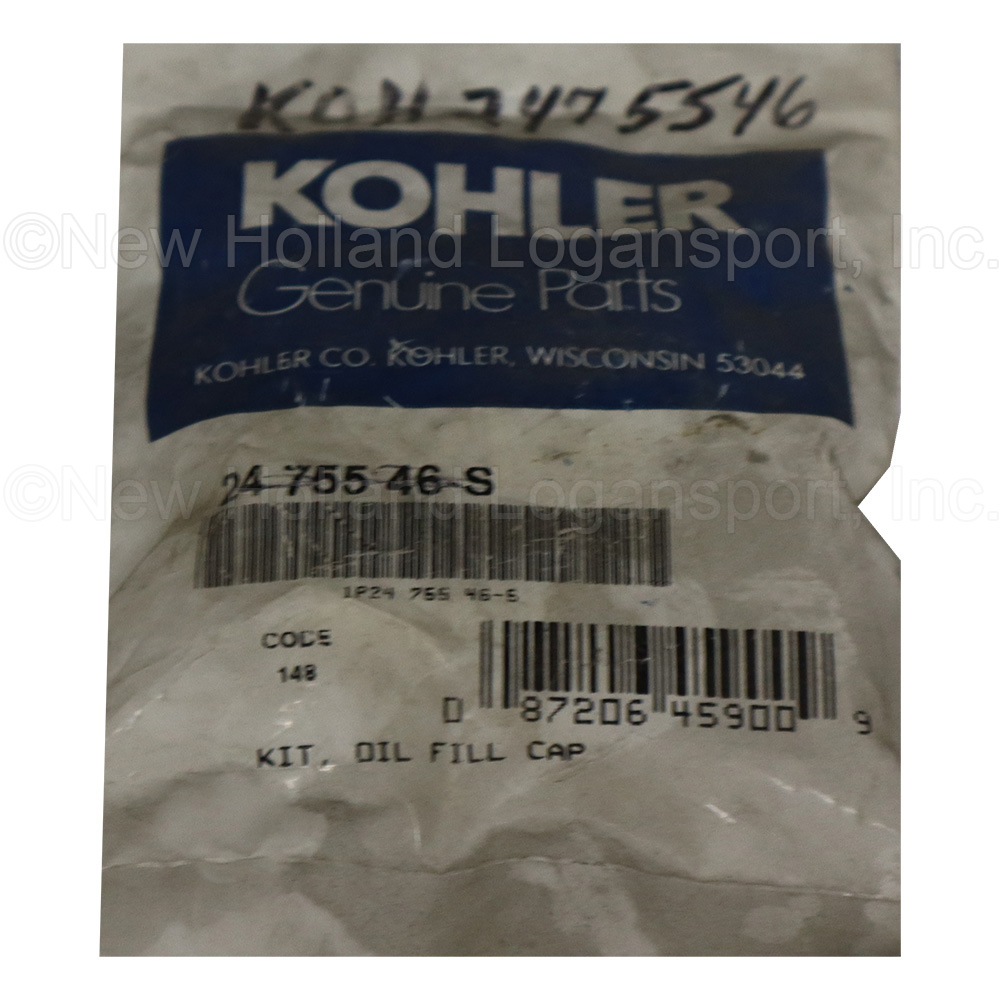 KOH 2475546
KOHLER
©New Holland Logansport, Inc.
Genuine Parts
KOHLER CO. KOHLER, WISCONSIN 53044
24 755 46-S
©New Holland Logansport, Inc.
1P24 755 46-S
CODE
148
0 87206 45900 9
KIT, OIL FILL CAP